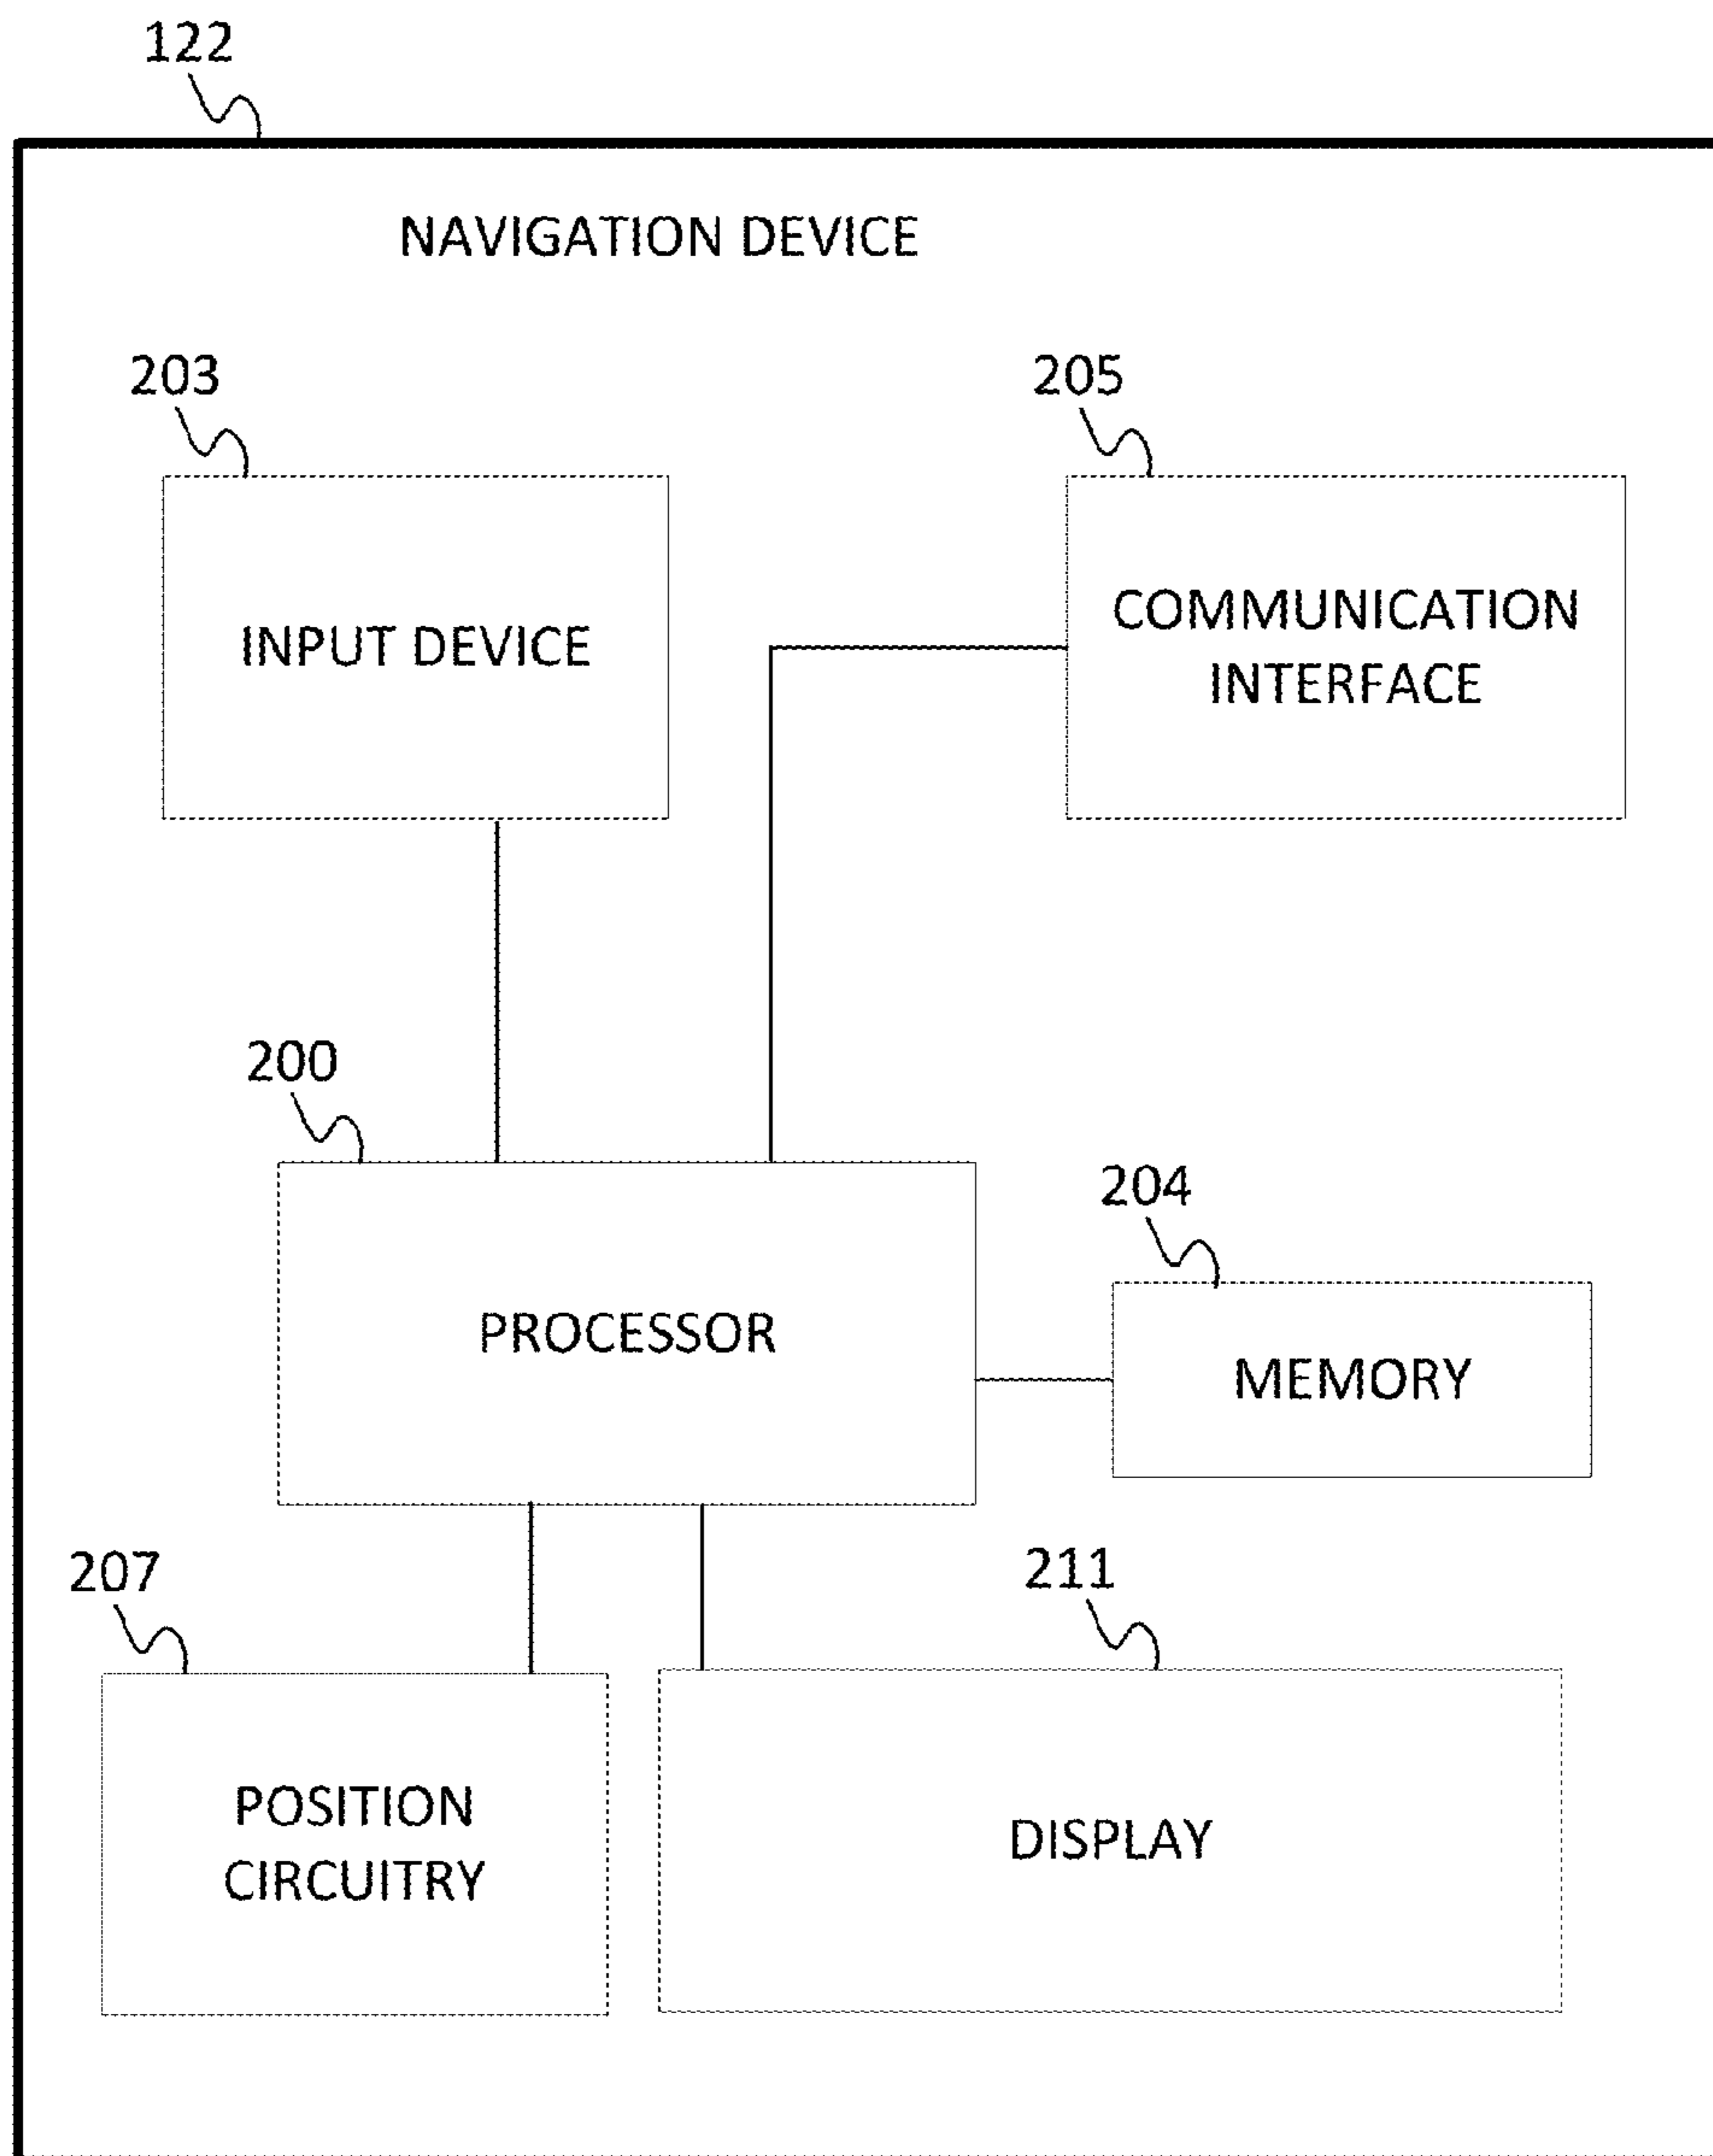 122
NAVIGATION DEVICE
203
205
INPUT DEVICE
COMMUNICATION
INTERFACE
200
204
PROCESSOR
MEMORY
207
211
POSITION
CIRCUITRY
DISPLAY